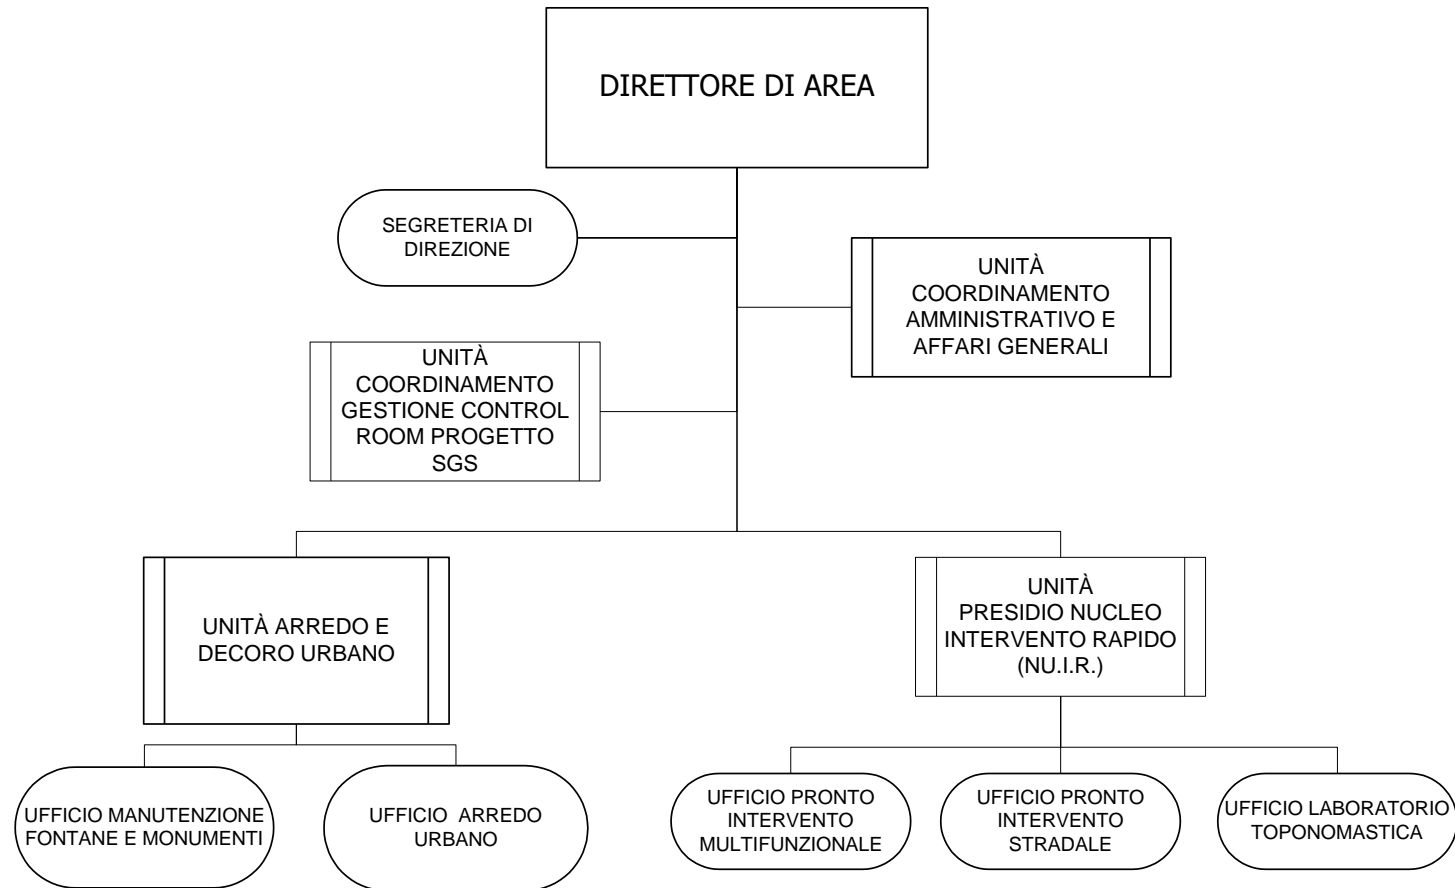 DIRETTORE DI AREA
SEGRETERIA DI
DIREZIONE
UNITÀ
COORDINAMENTO
AMMINISTRATIVO E
AFFARI GENERALI
UNITÀ
COORDINAMENTO
GESTIONE CONTROL
ROOM PROGETTO
SGS
UNITÀ ARREDO E
DECORO URBANO
UNITÀ
PRESIDIO NUCLEO
INTERVENTO RAPIDO
(NU.I.R.)
UFFICIO MANUTENZIONE
FONTANE E MONUMENTI
UFFICIO ARREDO
URBANO
UFFICIO PRONTO
INTERVENTO
MULTIFUNZIONALE
UFFICIO PRONTO
INTERVENTO
STRADALE
UFFICIO LABORATORIO
TOPONOMASTICA